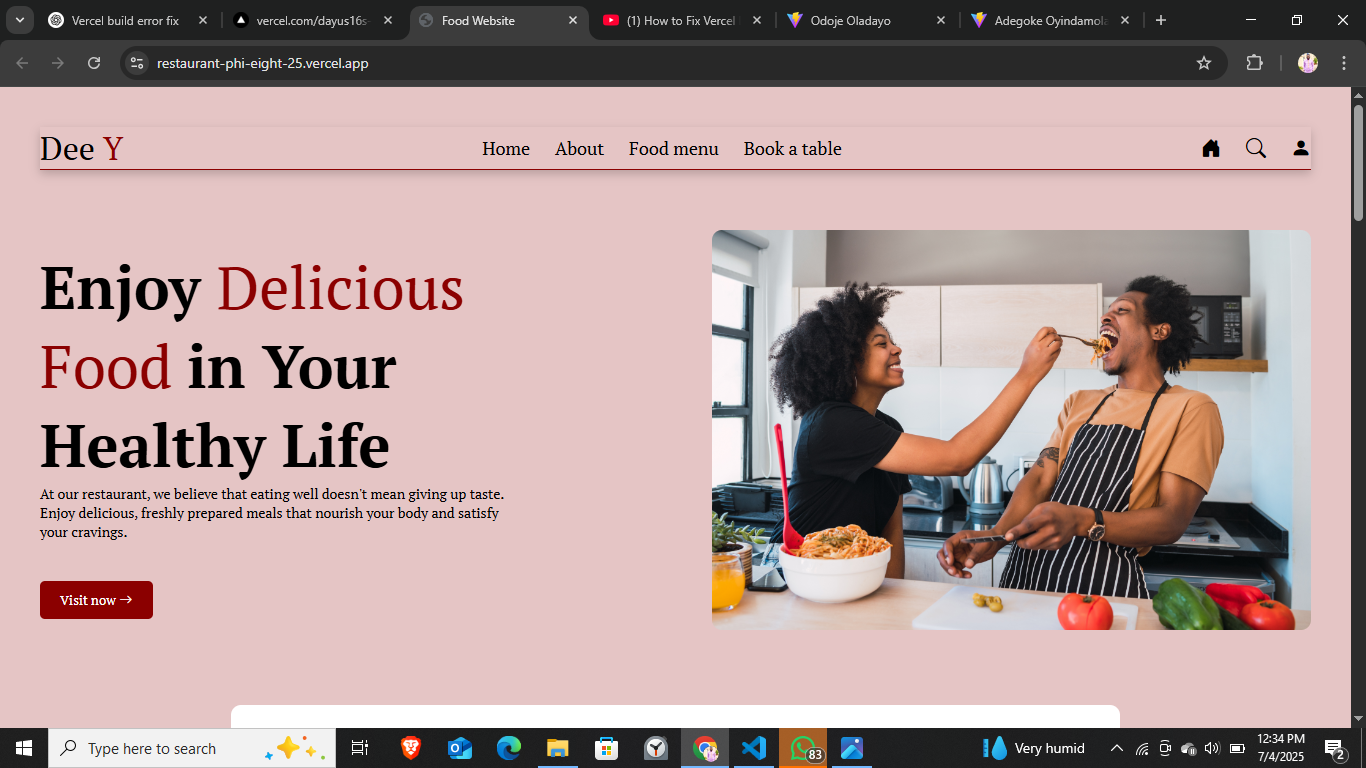 Vercel build error fix
vercel.com/dayus16s-
Food Website
(1) How to Fix Vercel
Odoje Oladayo
Adegoke Oyindamola
restaurant-phi-eight-25.vercel.app
Dee Y
Home
About
Food menu
Book a table
Enjoy Delicious
Food in Your
Healthy Life
At our restaurant, we believe that eating well doesn't mean giving up taste.
Enjoy delicious, freshly prepared meals that nourish your body and satisfy
your cravings.
Visit now →
Type here to search
83
Very humid
12:34 PM
7/4/2025
2